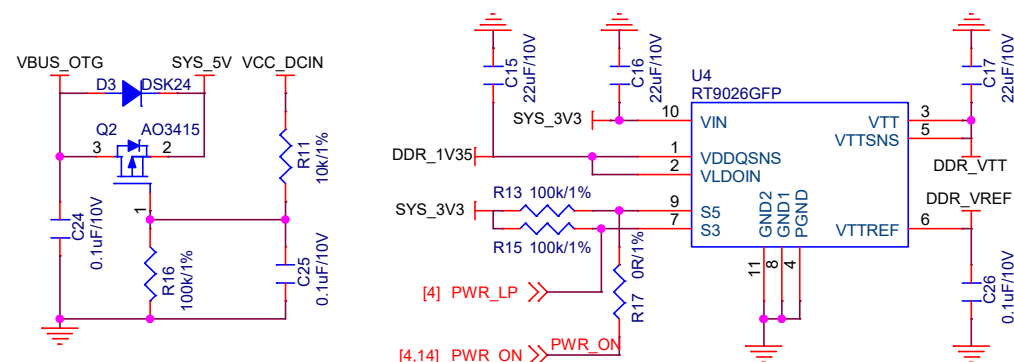 VBUS_OTG
SYS_5V
VCC_DCIN
D3
DSK24
Q2
AO3415
3
2
1
R11
10k/1%
C24
0.1uF/10V
R16
100k/1%
C25
0.1uF/10V
C15
22uF/10V
C16
22uF/10V
C17
22uF/10V
U4
RT9026GFP
SYS_3V3
10
VIN
VTT
3
VTTSNS
5
DDR_1V35
1
VDDQSNS
2
VLDOIN
DDR_VTT
DDR_VREF
R13 100k/1%
SYS_3V3
9
S5
7
S3
R15 100k/1%
GND2
GND1
PGND
VTTREF
6
11
8
4
0R/1%
R17
C26
0.1uF/10V
[4] PWR_LP
[4,14] PWR_ON
PWR_ON